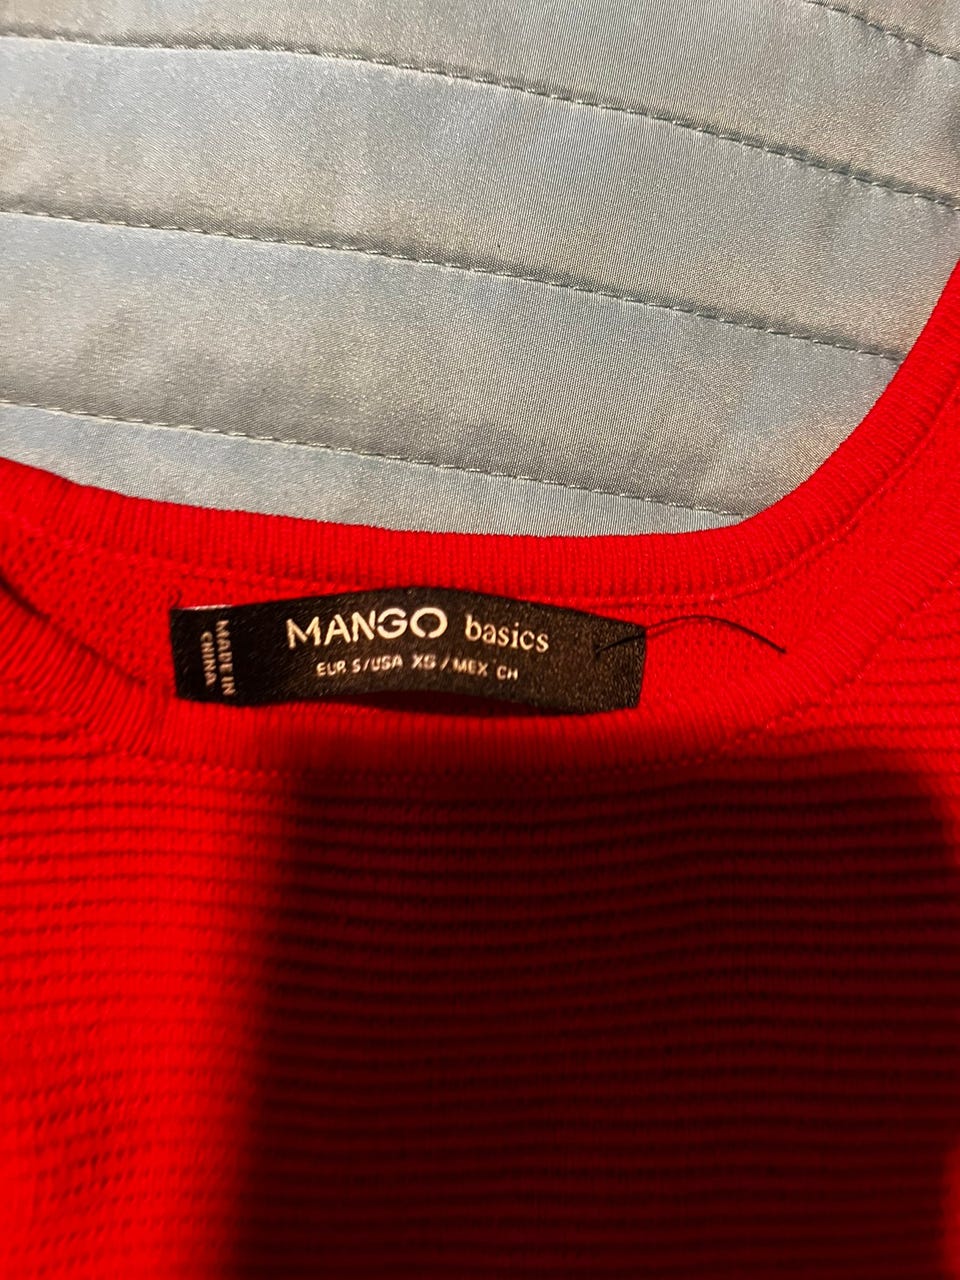 MANGO basics
EUR S/USA XS/MEX CH
MADE IN
CHINA